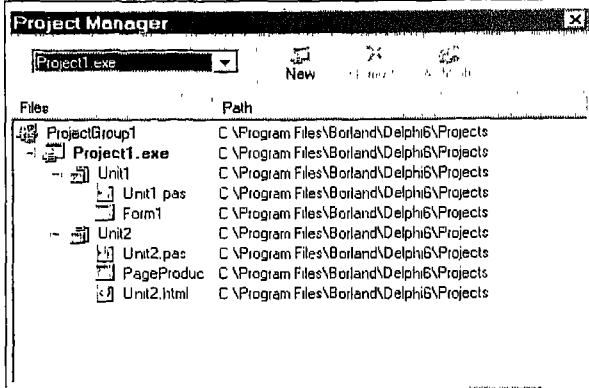 Project Manager
Project1.exe
New
Files Path
ProjectGroup1 C \Program Files\Borland\Delphi6\Projects
Project1.exe C \Program Files\Borland\Delphi6\Projects
Unit1 C \Program Files\Borland\Delphi6\Projects
Unit1 pas C \Program Files\Borland\Delphi6\Projects
Form1 C \Program Files\Borland\Delphi6\Projects
Unit2 C \Program Files\Borland\Delphi6\Projects
Unit2.pas C \Program Files\Borland\Delphi6\Projects
PageProduc C \Program Files\Borland\Delphi6\Projects
Unit2.html C \Program Files\Borland\Delphi6\Projects